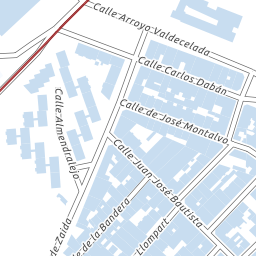 Calle Arroyo Valdecelada
Calle Carlos Dabán
Calle de José Montalvo
Calle Almendralejo
Calle Juan José Bautista
de la Bandera
Llompart
de Zaida